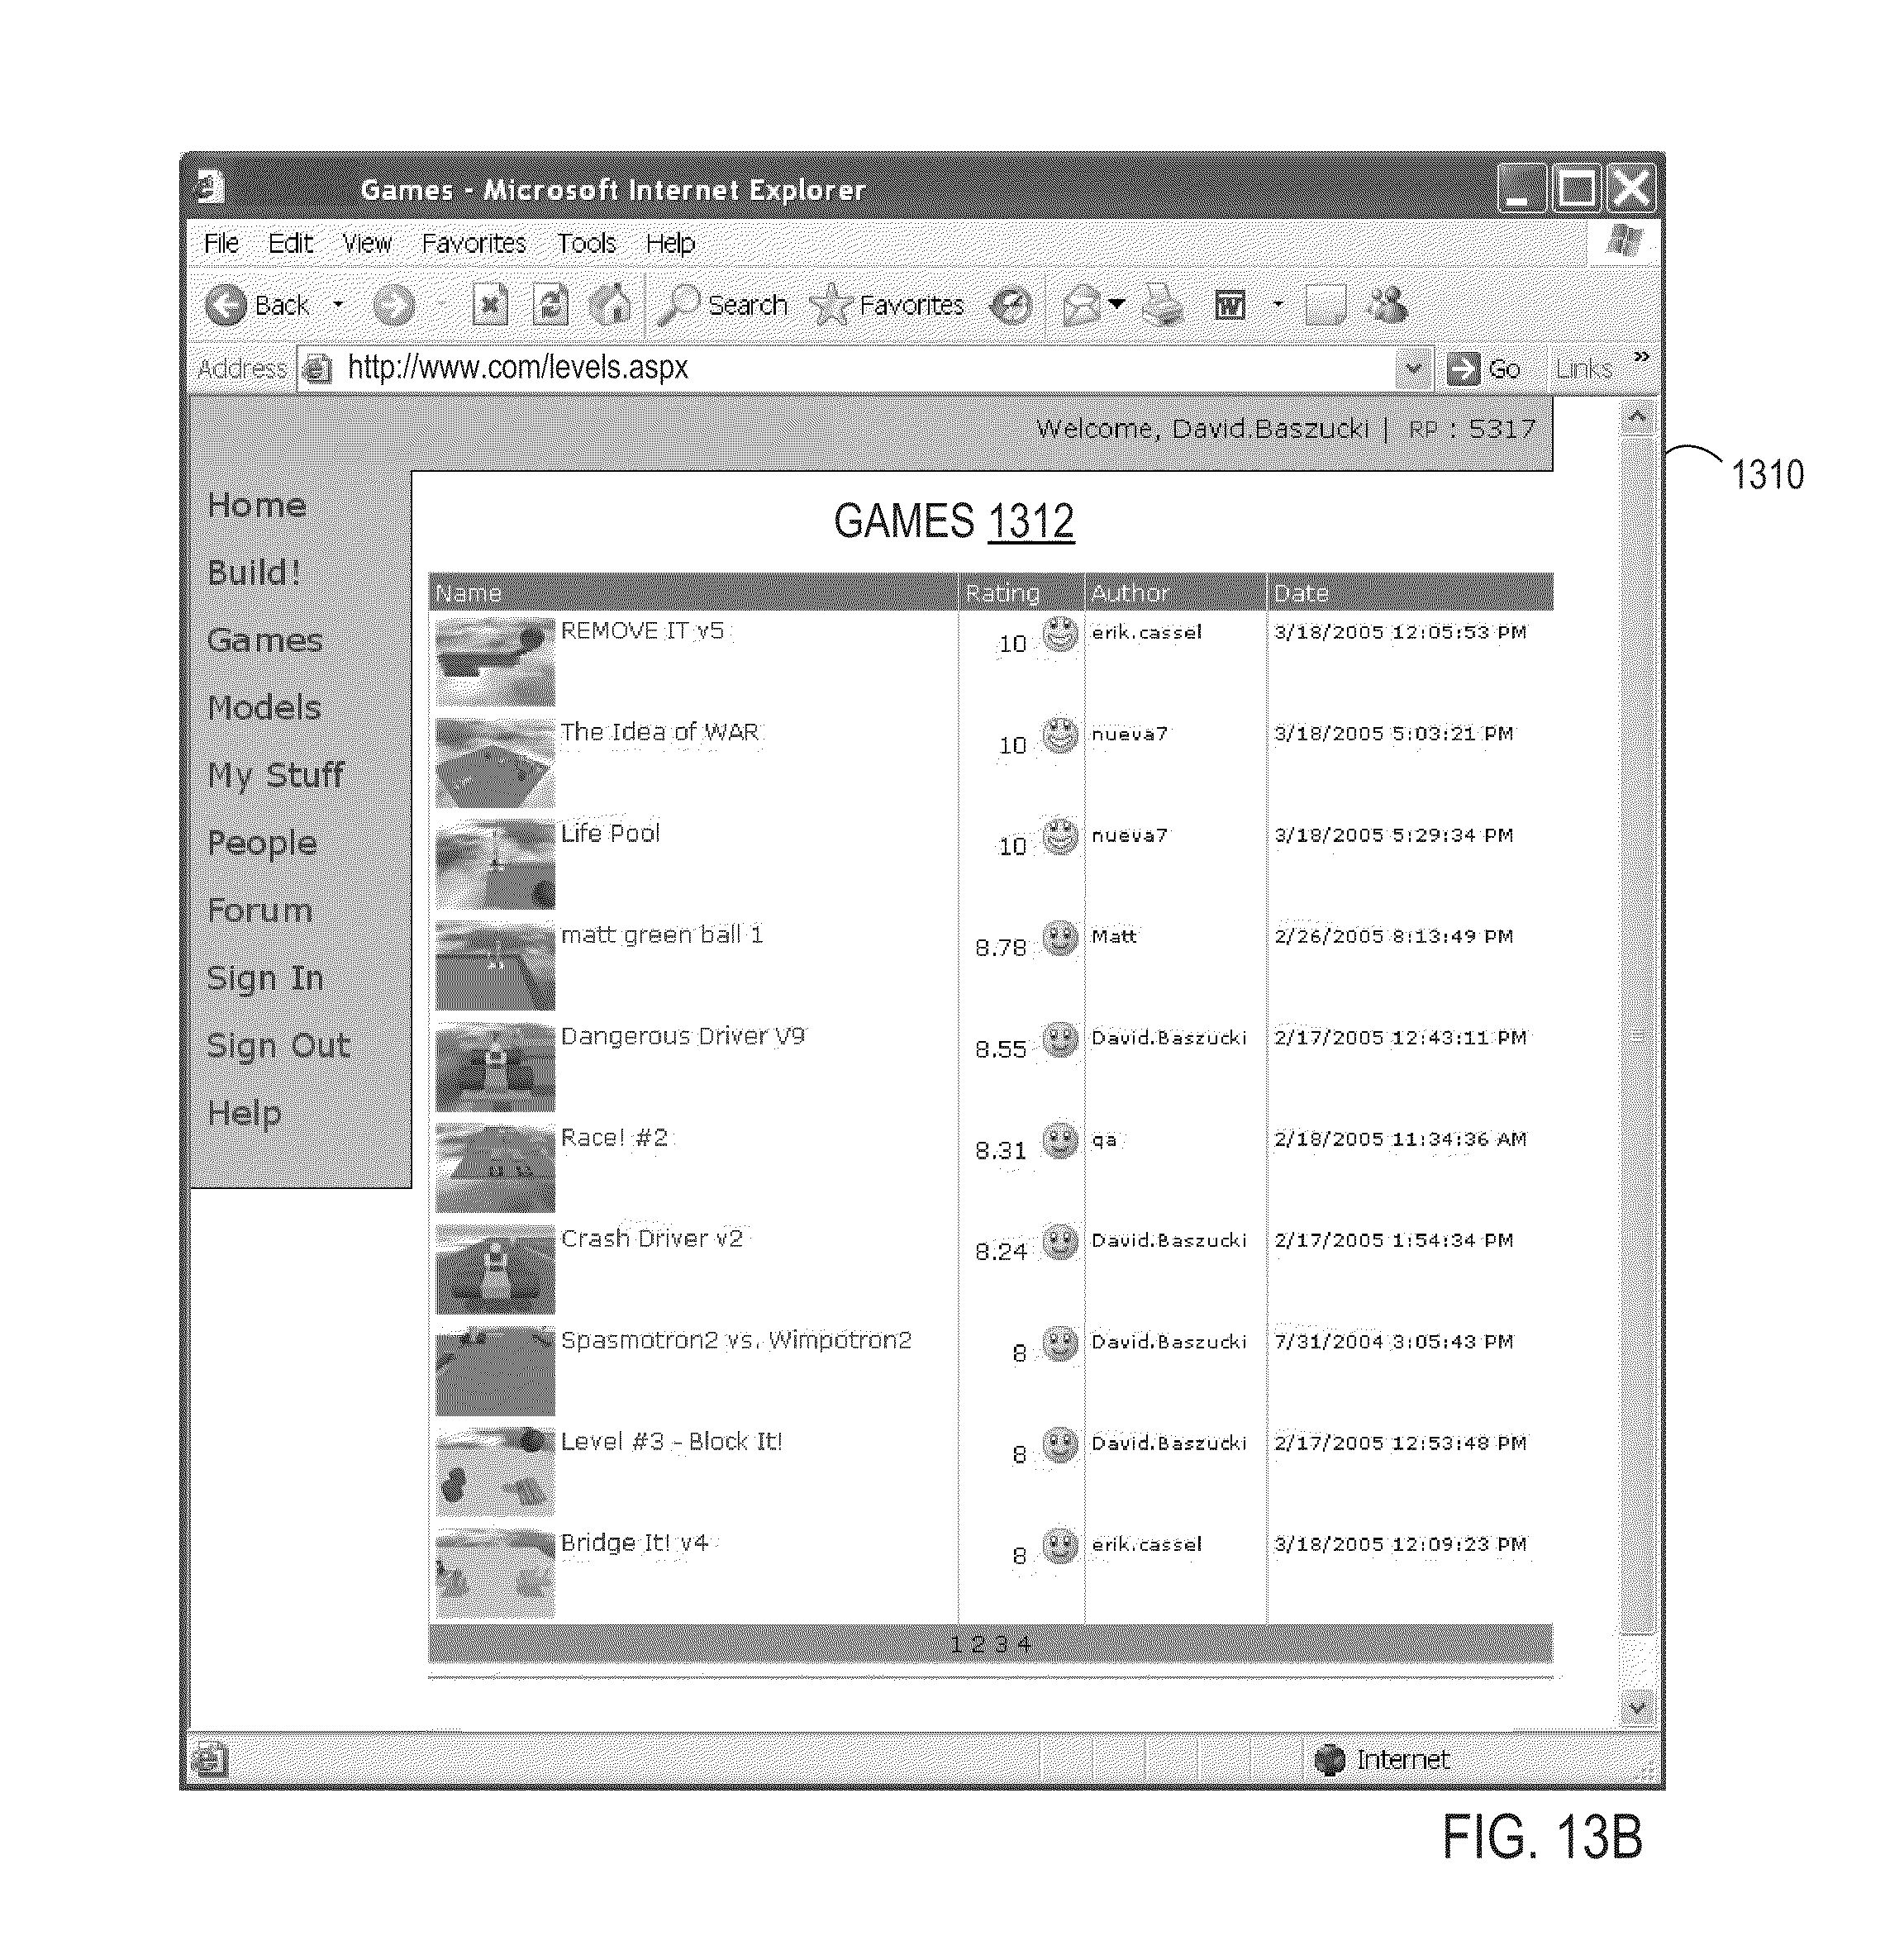 Games - Microsoft Internet Explorer
File Edit View Favorites Tools Help
Back Search Favorites W
Address http://www.com/levels.aspx Go Links »
Welcome, David.Baszucki | RP : 5317
1310
Home
Build!
Games
Models
My Stuff
People
Forum
Sign In
Sign Out
Help
GAMES 1312
Name Rating Author Date
REMOVE IT v5 10 erik.cassel 3/18/2005 12:05:53 PM
The Idea of WAR 10 nueva7 3/18/2005 5:03:21 PM
Life Pool 10 nueva7 3/18/2005 5:29:34 PM
matt green ball 1 8.78 Matt 2/26/2005 8:13:49 PM
Dangerous Driver V9 8.55 David.Baszucki 2/17/2005 12:43:11 PM
Race! #2 8.31 qa 2/18/2005 11:34:36 AM
Crash Driver v2 8.24 David.Baszucki 2/17/2005 1:54:34 PM
Spasmotron2 vs. Wimpotron2 8 David.Baszucki 7/31/2004 3:05:43 PM
Level #3 - Block It! 8 David.Baszucki 2/17/2005 12:53:48 PM
Bridge It! v4 8 erik.cassel 3/18/2005 12:09:23 PM
1 2 3 4
Internet
FIG. 13B